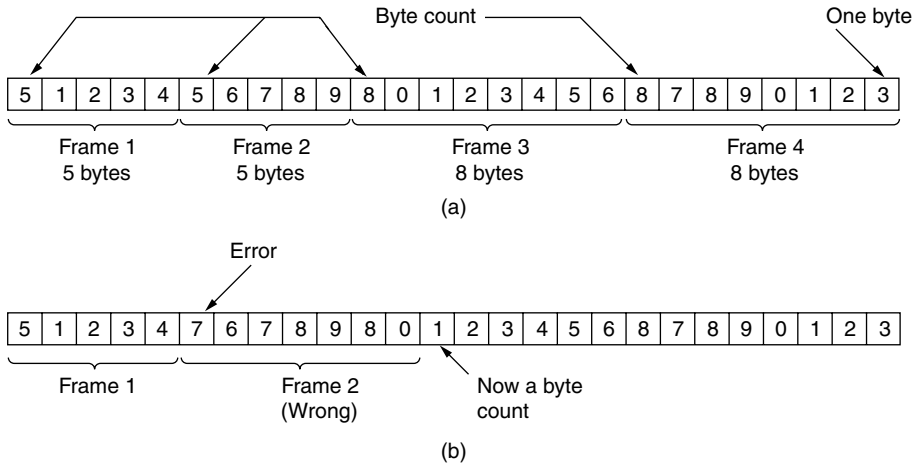 Byte count One byte
5 1 2 3 4 5 6 7 8 9 8 0 1 2 3 4 5 6 8 7 8 9 0 1 2 3
Frame 1 Frame 2 Frame 3 Frame 4
5 bytes 5 bytes 8 bytes 8 bytes
(a)
Error
5 1 2 3 4 7 6 7 8 9 8 0 1 2 3 4 5 6 8 7 8 9 0 1 2 3
Frame 1 Frame 2 Now a byte
(Wrong) count
(b)